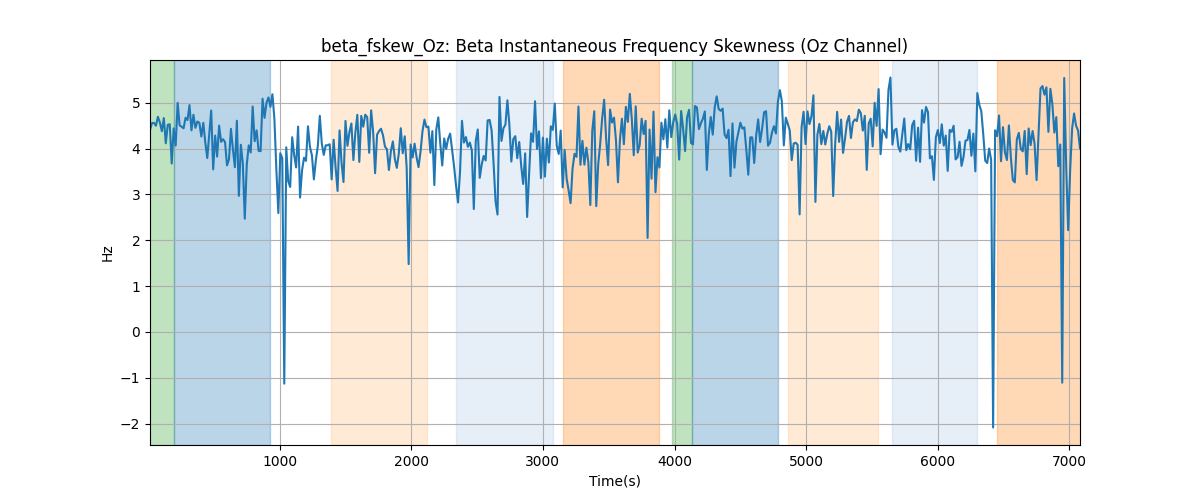 beta_fskew_Oz: Beta Instantaneous Frequency Skewness (Oz Channel)
Hz
5
4
3
2
1
0
−1
−2
1000 2000 3000 4000 5000 6000 7000
Time(s)